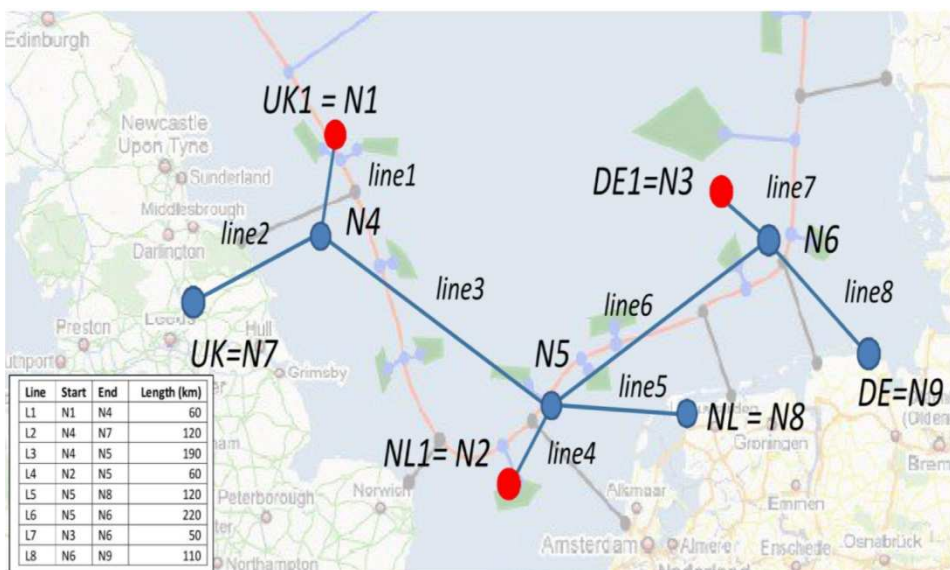 Edinburgh
UK1 = N1
Newcastle
Upon Tyne
Sunderland
line1
DE1=N3
line7
Middlesbrough
N4
N6
Darlington
line2
line3
line6
line8
Preston
Leeds
Hull
N5
UK=N7
Grimsby
line5
DE=N9
NL = N8
Groningen
NL1= N2
line4
Line Start End Length (km)
L1 N1 N4 60
L2 N4 N7 120
L3 N4 N5 190
L4 N2 N5 60
L5 N5 N8 120
L6 N5 N6 220
L7 N3 N6 50
L8 N6 N9 110
Peterborough
Norwich
Alkmaar
Emmen
Amsterdam
Almere
Enschede
Osnabrück
Northampton
Nederland